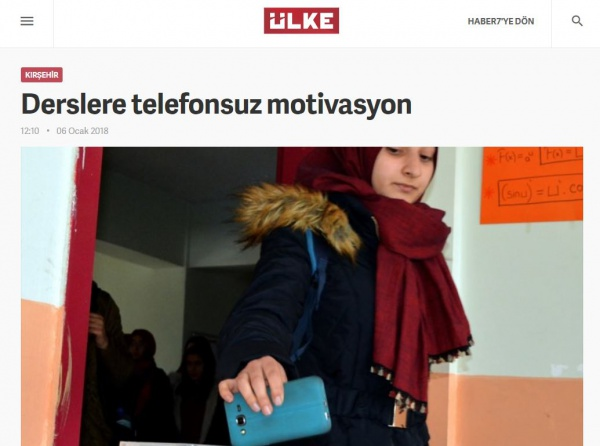 ÜLKE
HABER7'YE DÖN
KIRŞEHİR
Derslere telefonsuz motivasyon
12:10 • 06 Ocak 2018